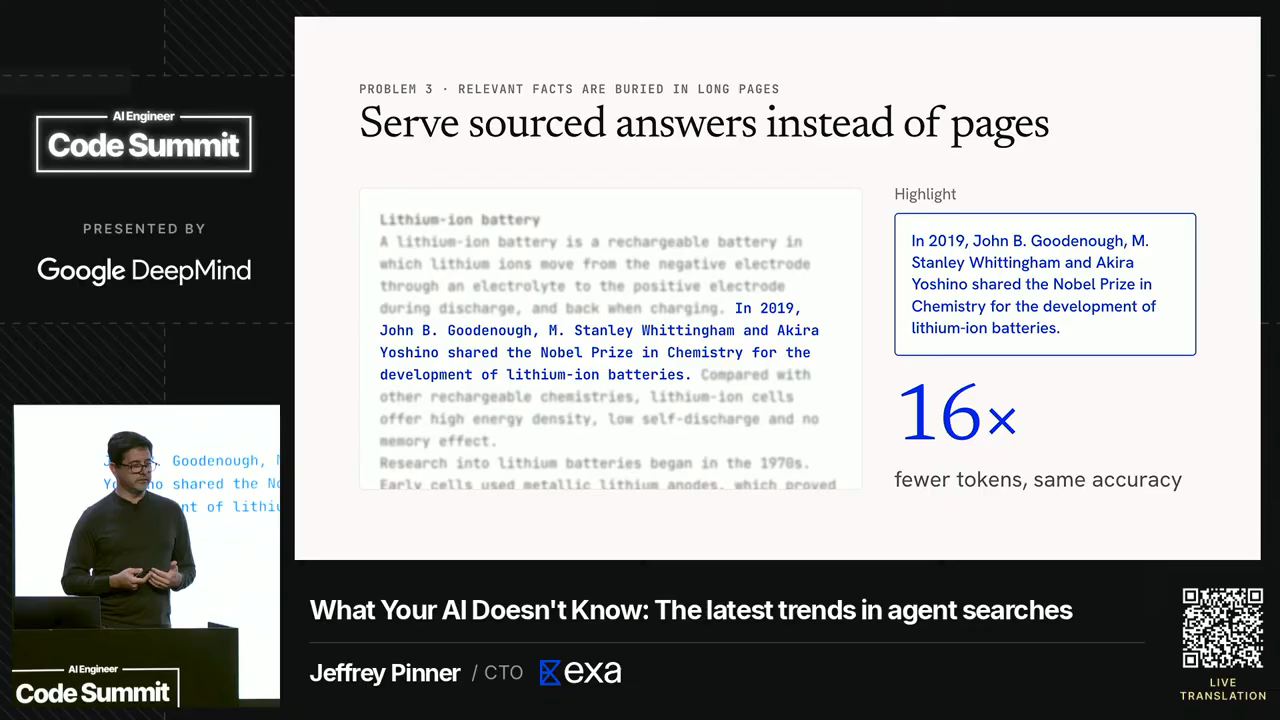 AI Engineer
Code Summit
PRESENTED BY
Google DeepMind
PROBLEM 3 · RELEVANT FACTS ARE BURIED IN LONG PAGES
Serve sourced answers instead of pages
Lithium-ion battery
A lithium-ion battery is a rechargeable battery in
which lithium ions move from the negative electrode
through an electrolyte to the positive electrode
during discharge, and back when charging. In 2019,
John B. Goodenough, M. Stanley Whittingham and Akira
Yoshino shared the Nobel Prize in Chemistry for the
development of lithium-ion batteries. Compared with
other rechargeable chemistries, lithium-ion cells
offer high energy density, low self-discharge and no
memory effect.
Research into lithium batteries began in the 1970s.
Early cells used metallic lithium anodes, which proved
Highlight
In 2019, John B. Goodenough, M.
Stanley Whittingham and Akira
Yoshino shared the Nobel Prize in
Chemistry for the development of
lithium-ion batteries.
16×
fewer tokens, same accuracy
Goodenough,
shared the
of
AI Engineer
Code Summit
What Your AI Doesn't Know: The latest trends in agent searches
Jeffrey Pinner / CTO exa
LIVE
TRANSLATION